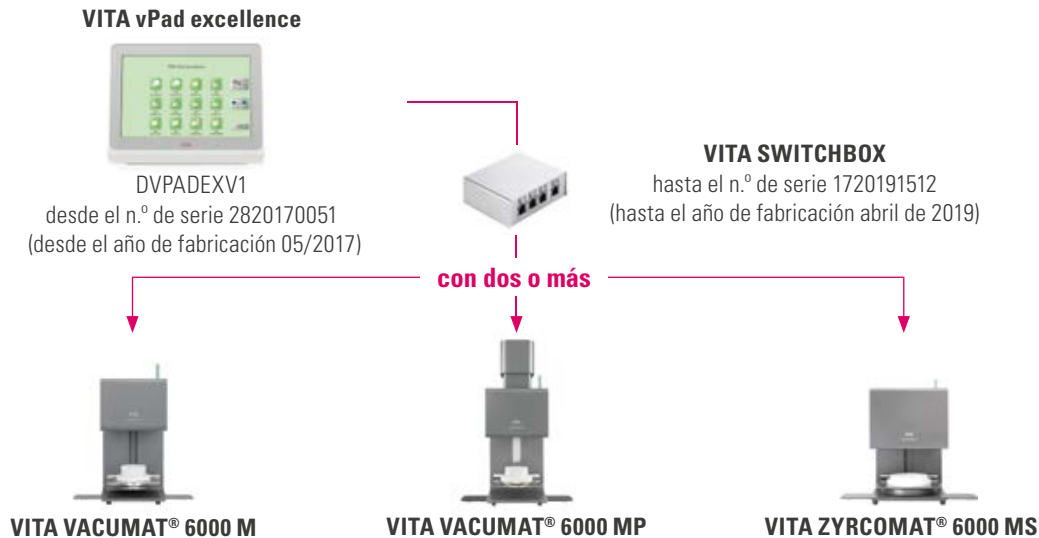 VITA vPad excellence
DVPADEXV1
desde el n.º de serie 2820170051
(desde el año de fabricación 05/2017)
VITA SWITCHBOX
hasta el n.º de serie 1720191512
(hasta el año de fabricación abril de 2019)
con dos o más
VITA VACUMAT® 6000 M
VITA VACUMAT® 6000 MP
VITA ZYRCOMAT® 6000 MS